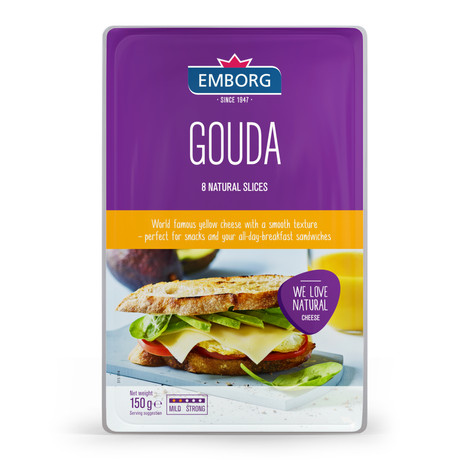 EMBORG
· SINCE 1947 ·
GOUDA
8 NATURAL SLICES
World famous yellow cheese with a smooth texture
– perfect for snacks and your all-day-breakfast sandwiches
WE LOVE
NATURAL
CHEESE
Net weight:
150 g ℮
Serving suggestion
MILD STRONG